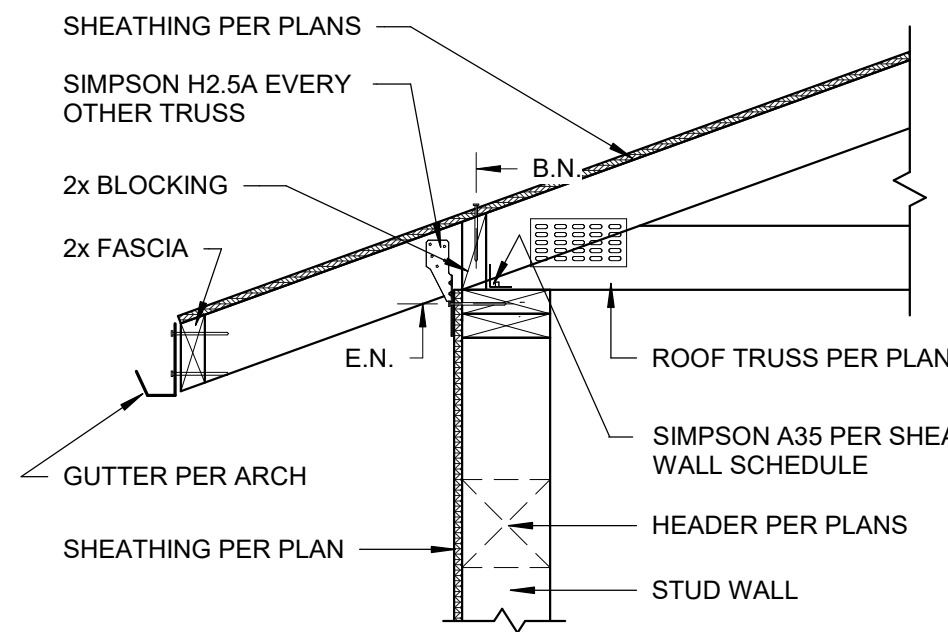 SHEATHING PER PLANS
SIMPSON H2.5A EVERY
OTHER TRUSS
B.N.
2x BLOCKING
2x FASCIA
E.N.
ROOF TRUSS PER PLAN
SIMPSON A35 PER SHEA
WALL SCHEDULE
GUTTER PER ARCH
HEADER PER PLANS
SHEATHING PER PLAN
STUD WALL